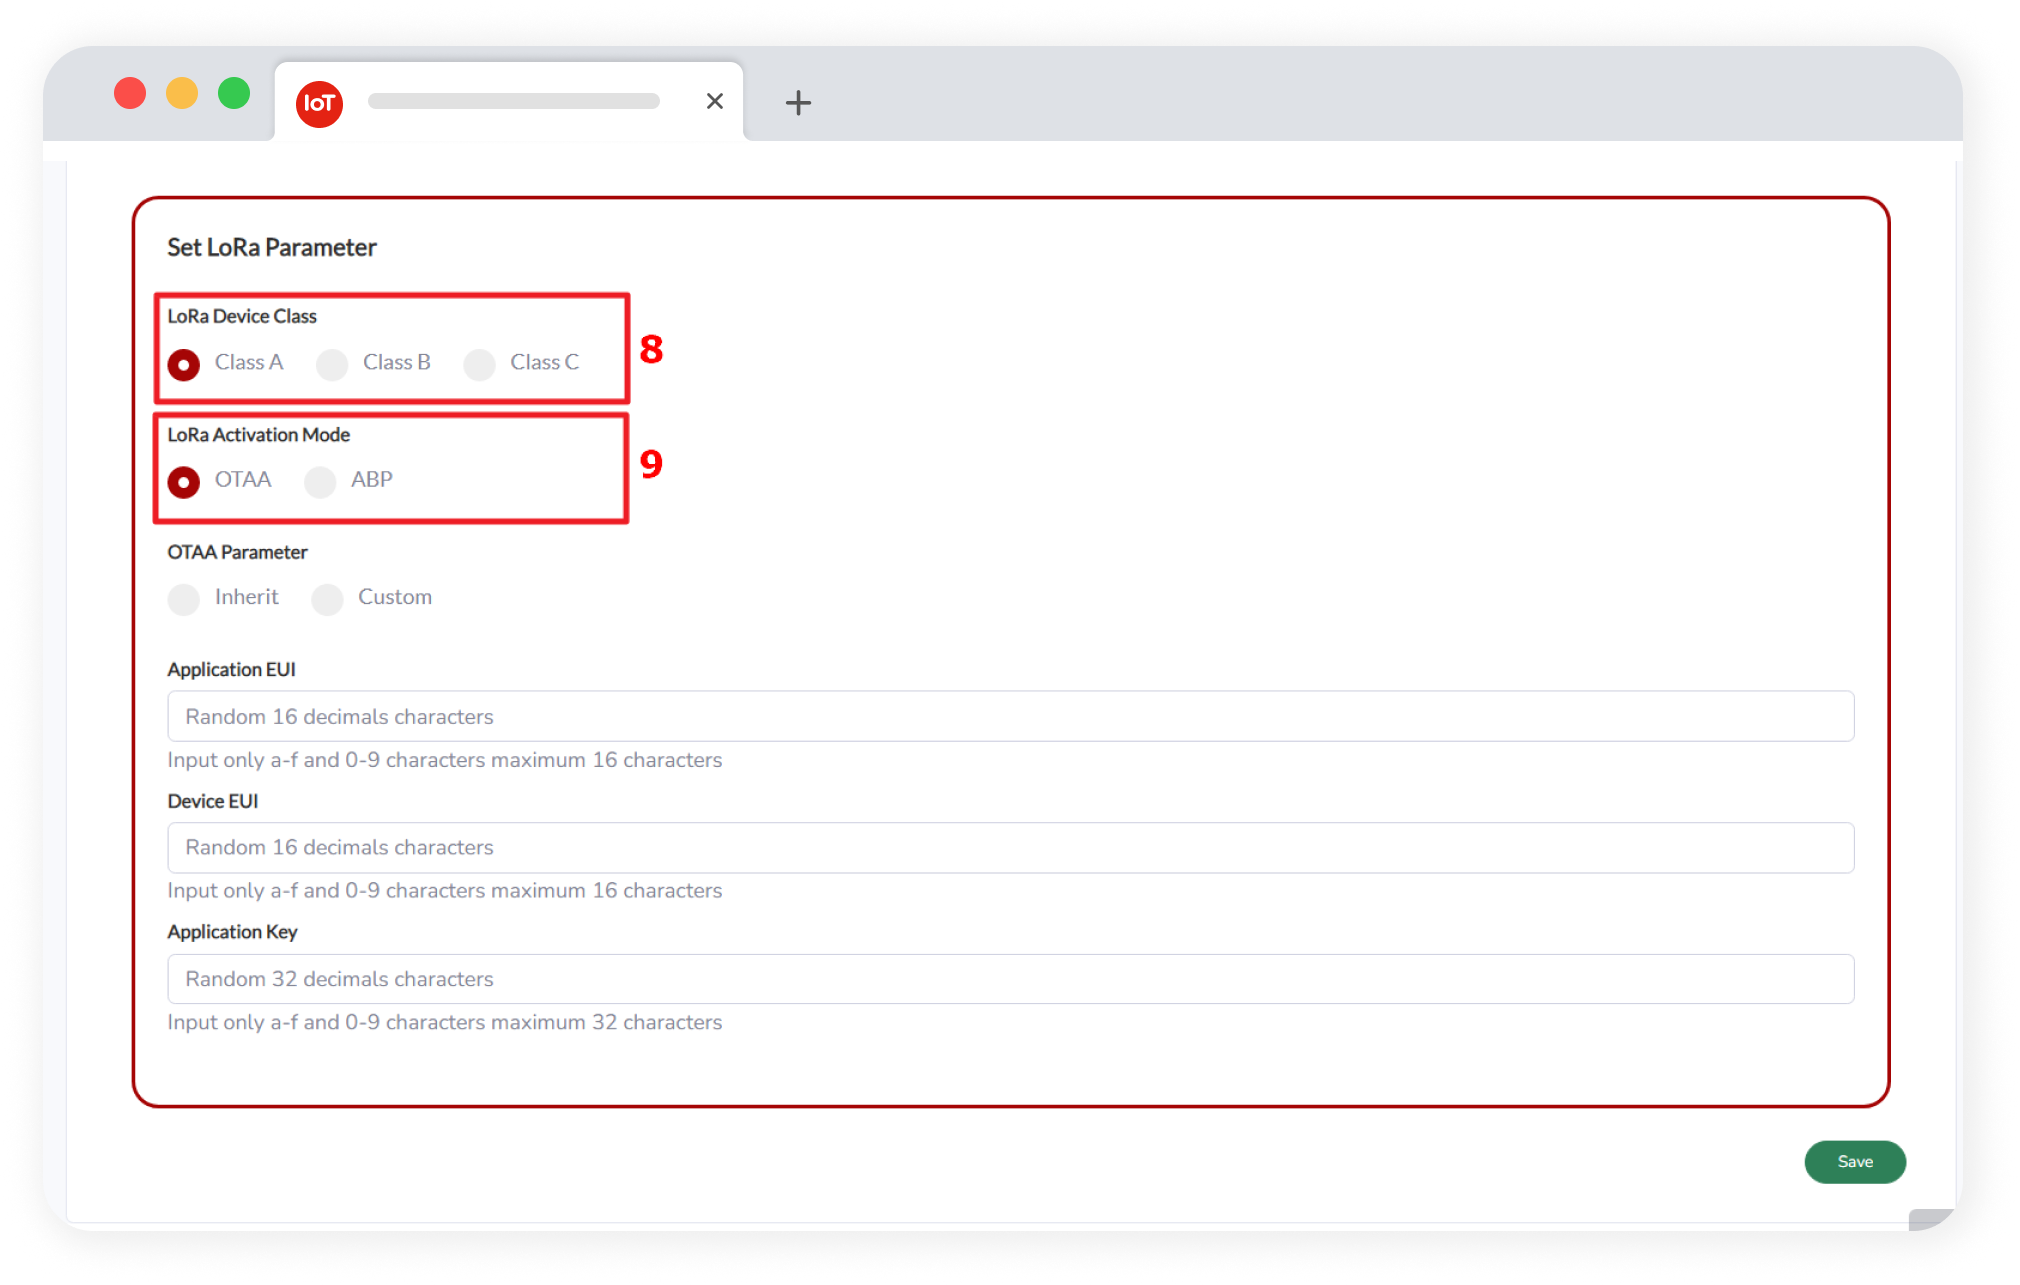 IoT
Set LoRa Parameter
LoRa Device Class
Class A Class B Class C
8
LoRa Activation Mode
OTAA ABP
9
OTAA Parameter
Inherit Custom
Application EUI
Random 16 decimals characters
Input only a-f and 0-9 characters maximum 16 characters
Device EUI
Random 16 decimals characters
Input only a-f and 0-9 characters maximum 16 characters
Application Key
Random 32 decimals characters
Input only a-f and 0-9 characters maximum 32 characters
Save